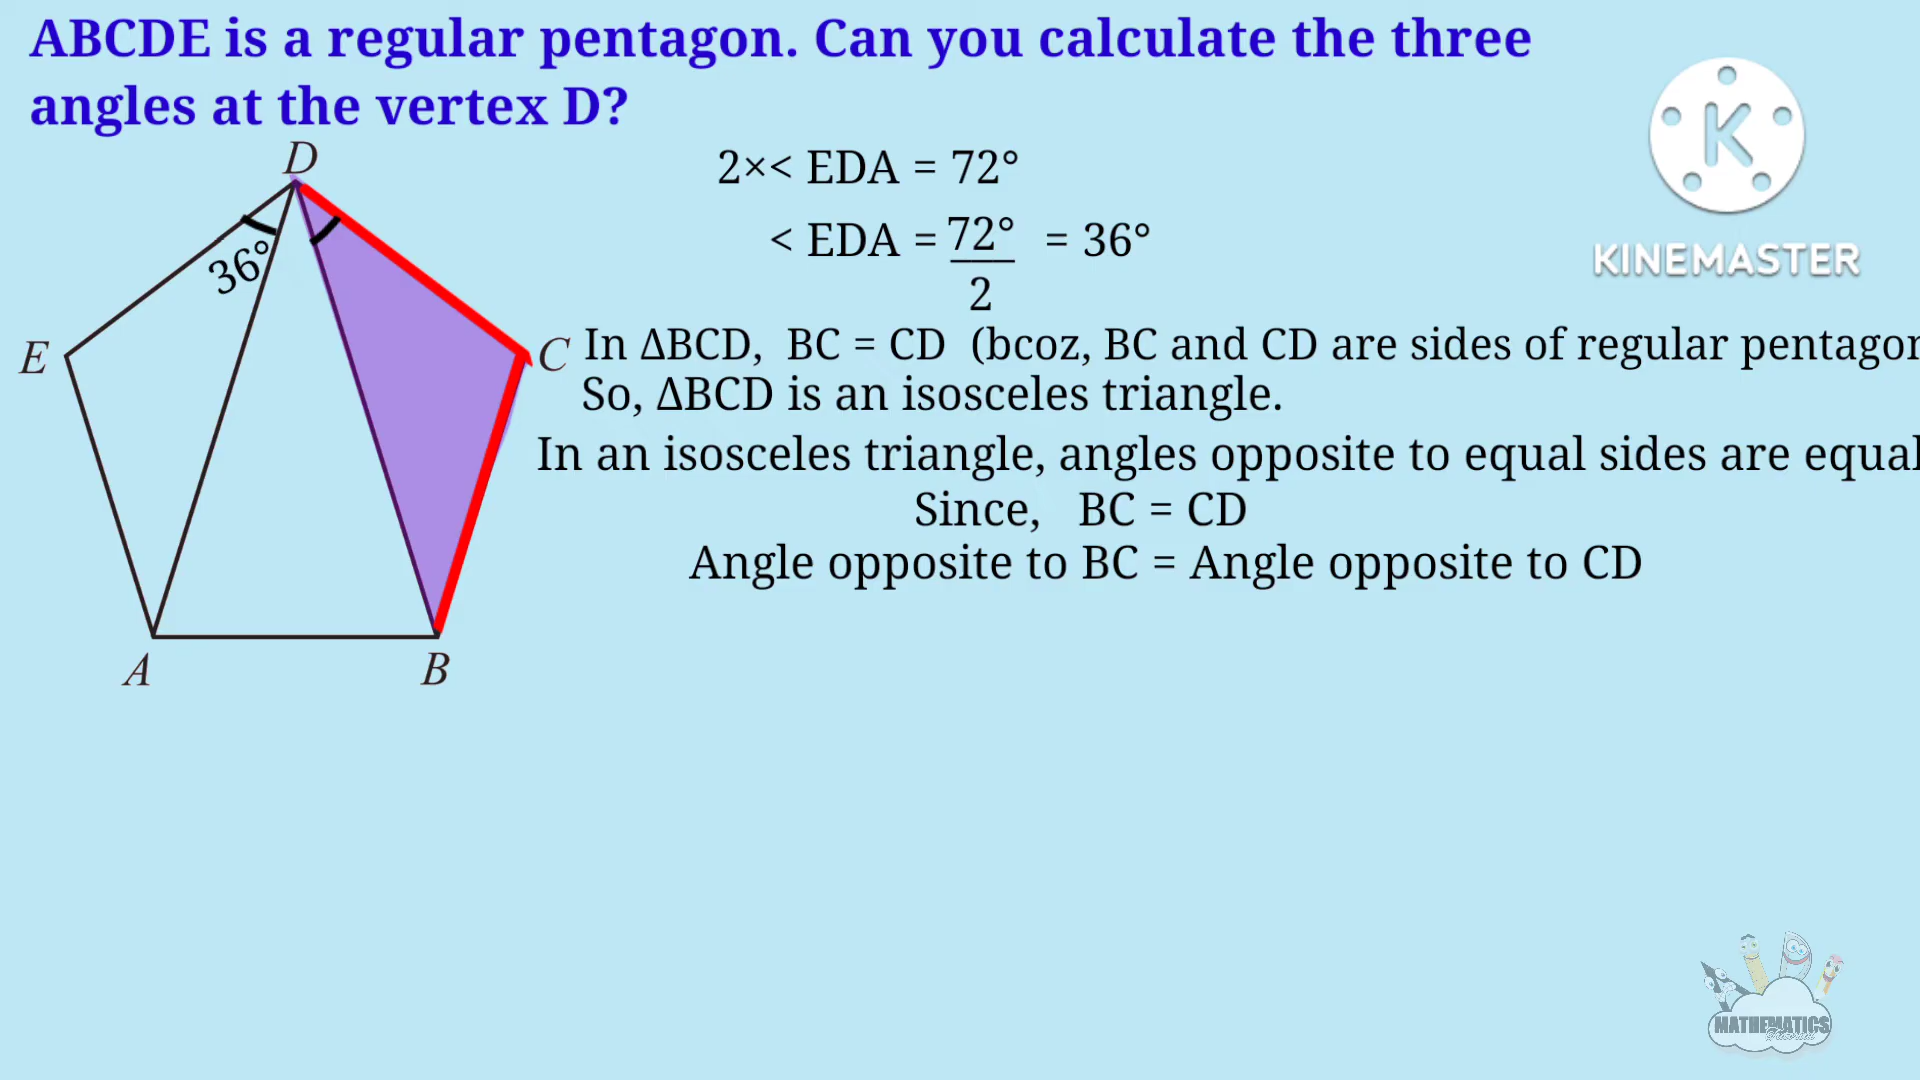 ABCDE is a regular pentagon. Can you calculate the three
angles at the vertex D?
D
2×< EDA = 72°
< EDA = 72° = 36°
2
36°
KINEMASTER
E
C
In ΔBCD, BC = CD (bcoz, BC and CD are sides of regular pentagon
So, ΔBCD is an isosceles triangle.
In an isosceles triangle, angles opposite to equal sides are equal
Since, BC = CD
Angle opposite to BC = Angle opposite to CD
A
B
K
MATHEMATICS
Tutorial